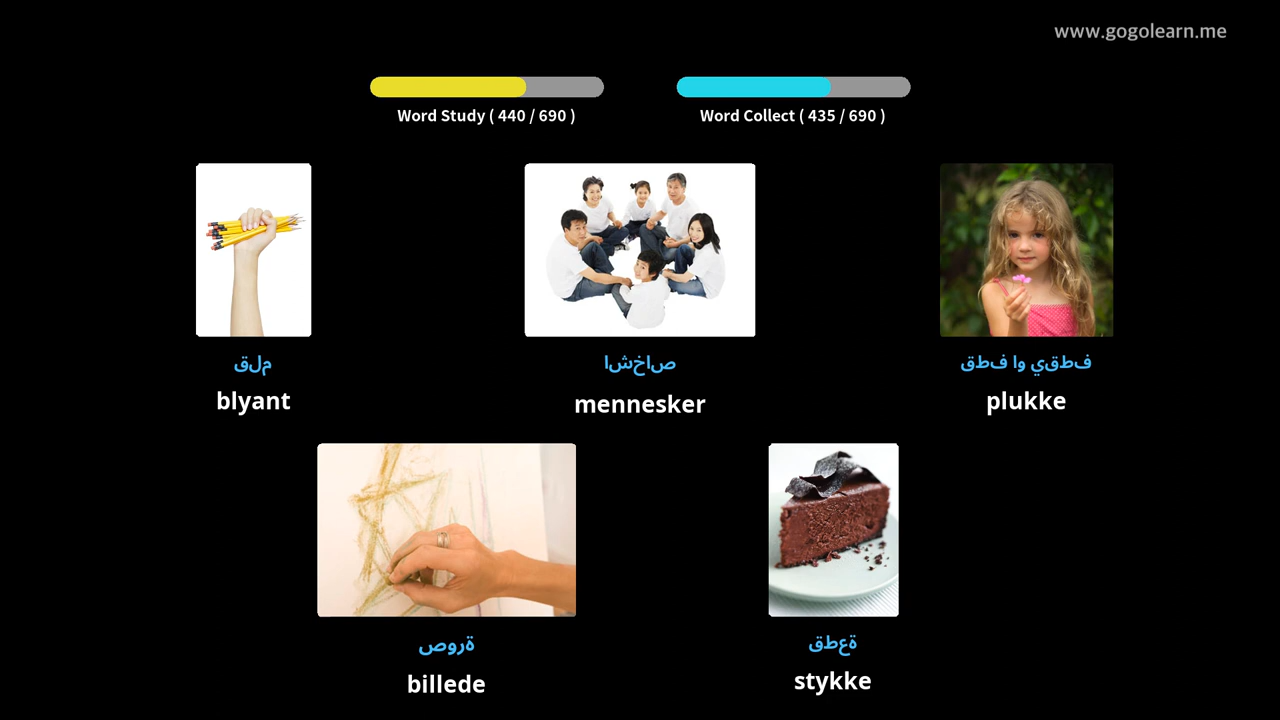 www.gogolearn.me
Word Study ( 440 / 690 )
Word Collect ( 435 / 690 )
قلم
blyant
اشخاص
mennesker
قطف او يقطف
plukke
صورة
billede
قطعة
stykke